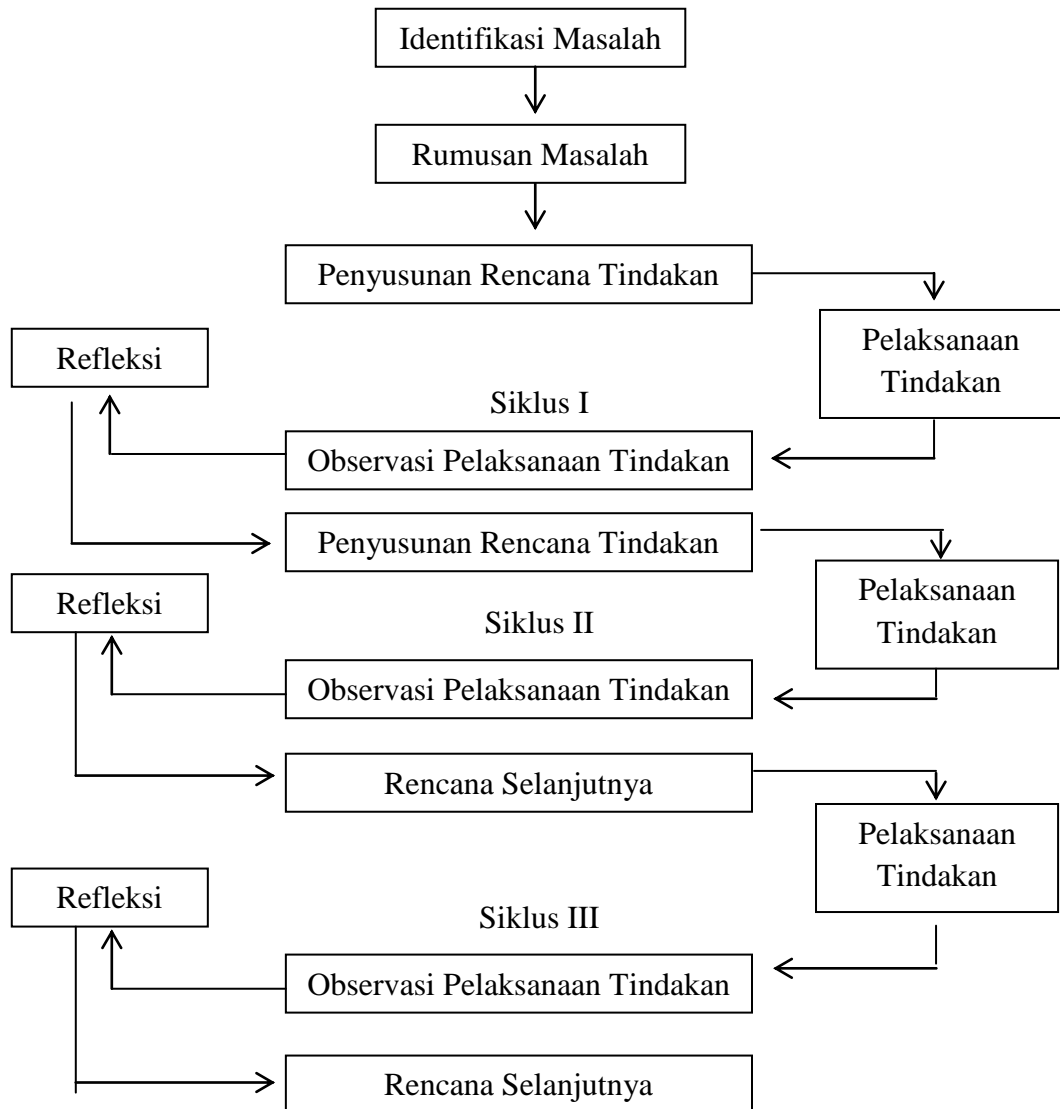 Identifikasi Masalah
Rumusan Masalah
Penyusunan Rencana Tindakan
Pelaksanaan
Tindakan
Refleksi
Siklus I
Observasi Pelaksanaan Tindakan
Penyusunan Rencana Tindakan
Pelaksanaan
Tindakan
Refleksi
Siklus II
Observasi Pelaksanaan Tindakan
Rencana Selanjutnya
Pelaksanaan
Tindakan
Refleksi
Siklus III
Observasi Pelaksanaan Tindakan
Rencana Selanjutnya